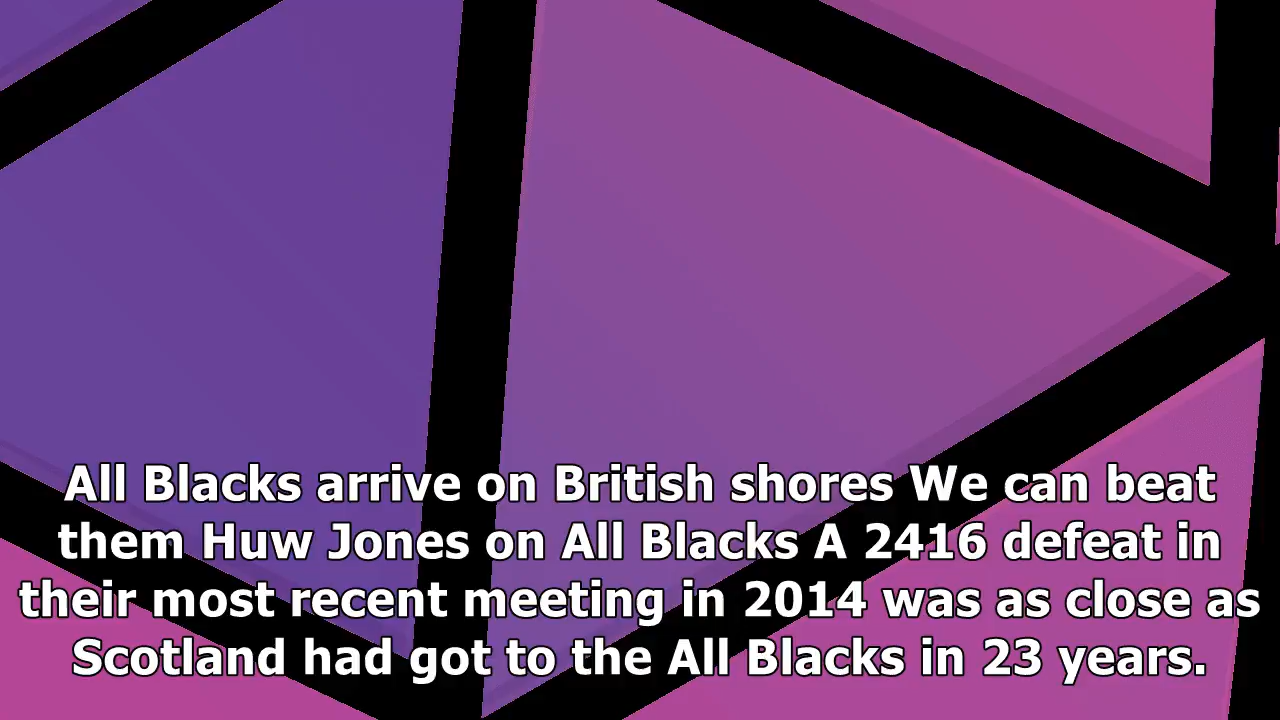 All Blacks arrive on British shores We can beat
them Huw Jones on All Blacks A 2416 defeat in
their most recent meeting in 2014 was as close as
Scotland had got to the All Blacks in 23 years.